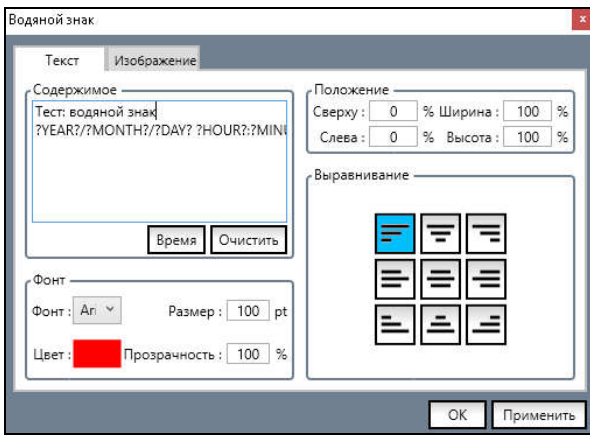 Водяной знак
x
Текст Изображение
Содержимое
Тест: водяной знак
?YEAR?/?MONTH?/?DAY? ?HOUR?:?MINU
Время Очистить
Положение
Сверху : 0 % Ширина : 100 %
Слева : 0 % Высота : 100 %
Выравнивание
Фонт
Фонт : Ari Размер : 100 pt
Цвет : Прозрачность : 100 %
OK Применить